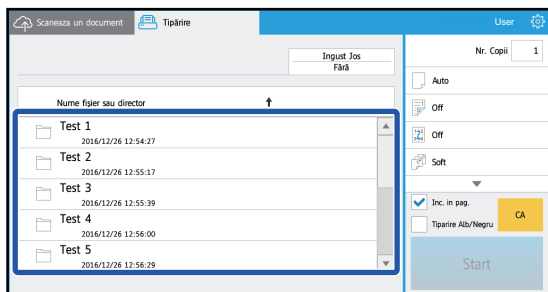 Scaneaza un document
Tipărire
User
Nr. Copii 1
Ingust Jos
Fără
Auto
Nume fișier sau director
Off
Test 1
2016/12/26 12:54:27
Off
Test 2
2016/12/26 12:55:17
Soft
Test 3
2016/12/26 12:55:39
Inc. in pag.
CA
Test 4
2016/12/26 12:56:00
Tiparire Alb/Negru
Test 5
2016/12/26 12:56:29
Start